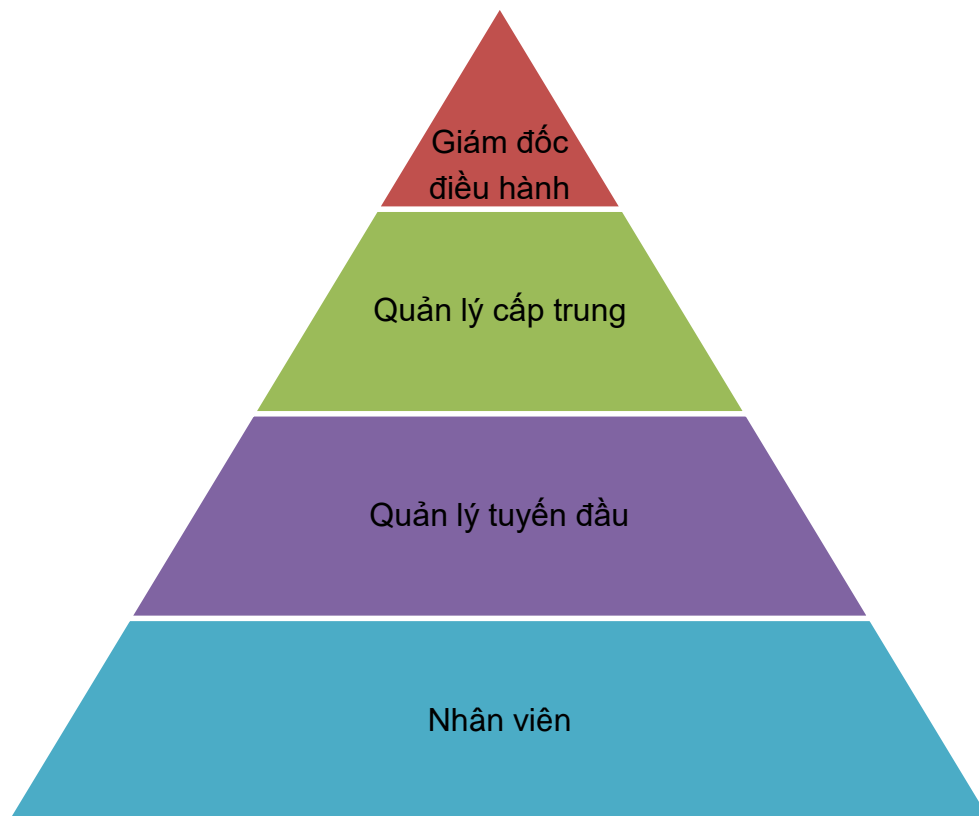 Giám đốc
điều hành
Quản lý cấp trung
Quản lý tuyến đầu
Nhân viên